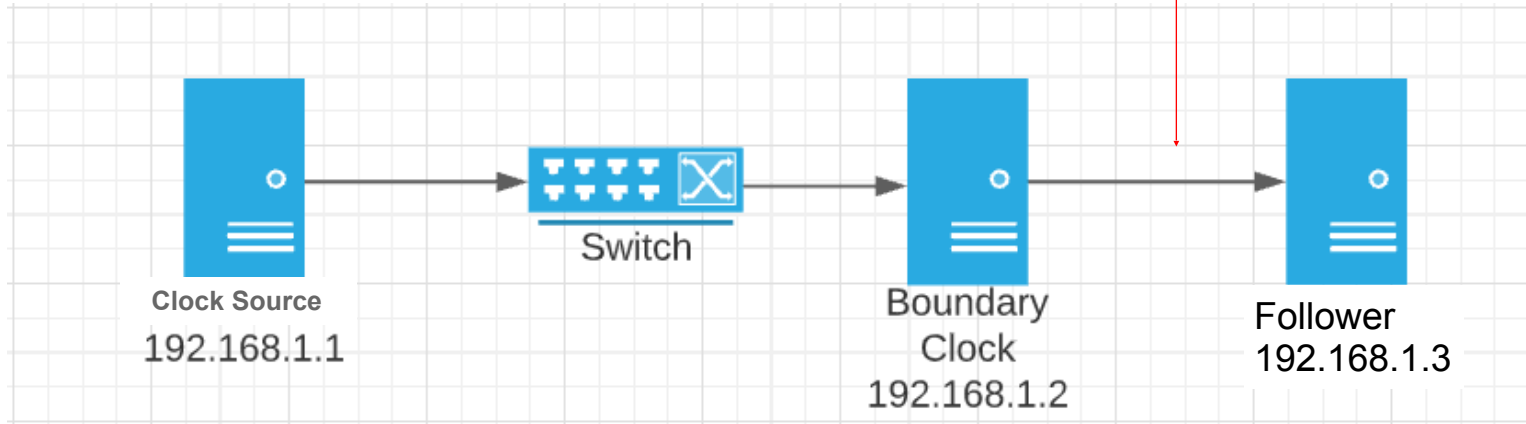 Switch
Clock Source
192.168.1.1
Boundary
Clock
192.168.1.2
Follower
192.168.1.3